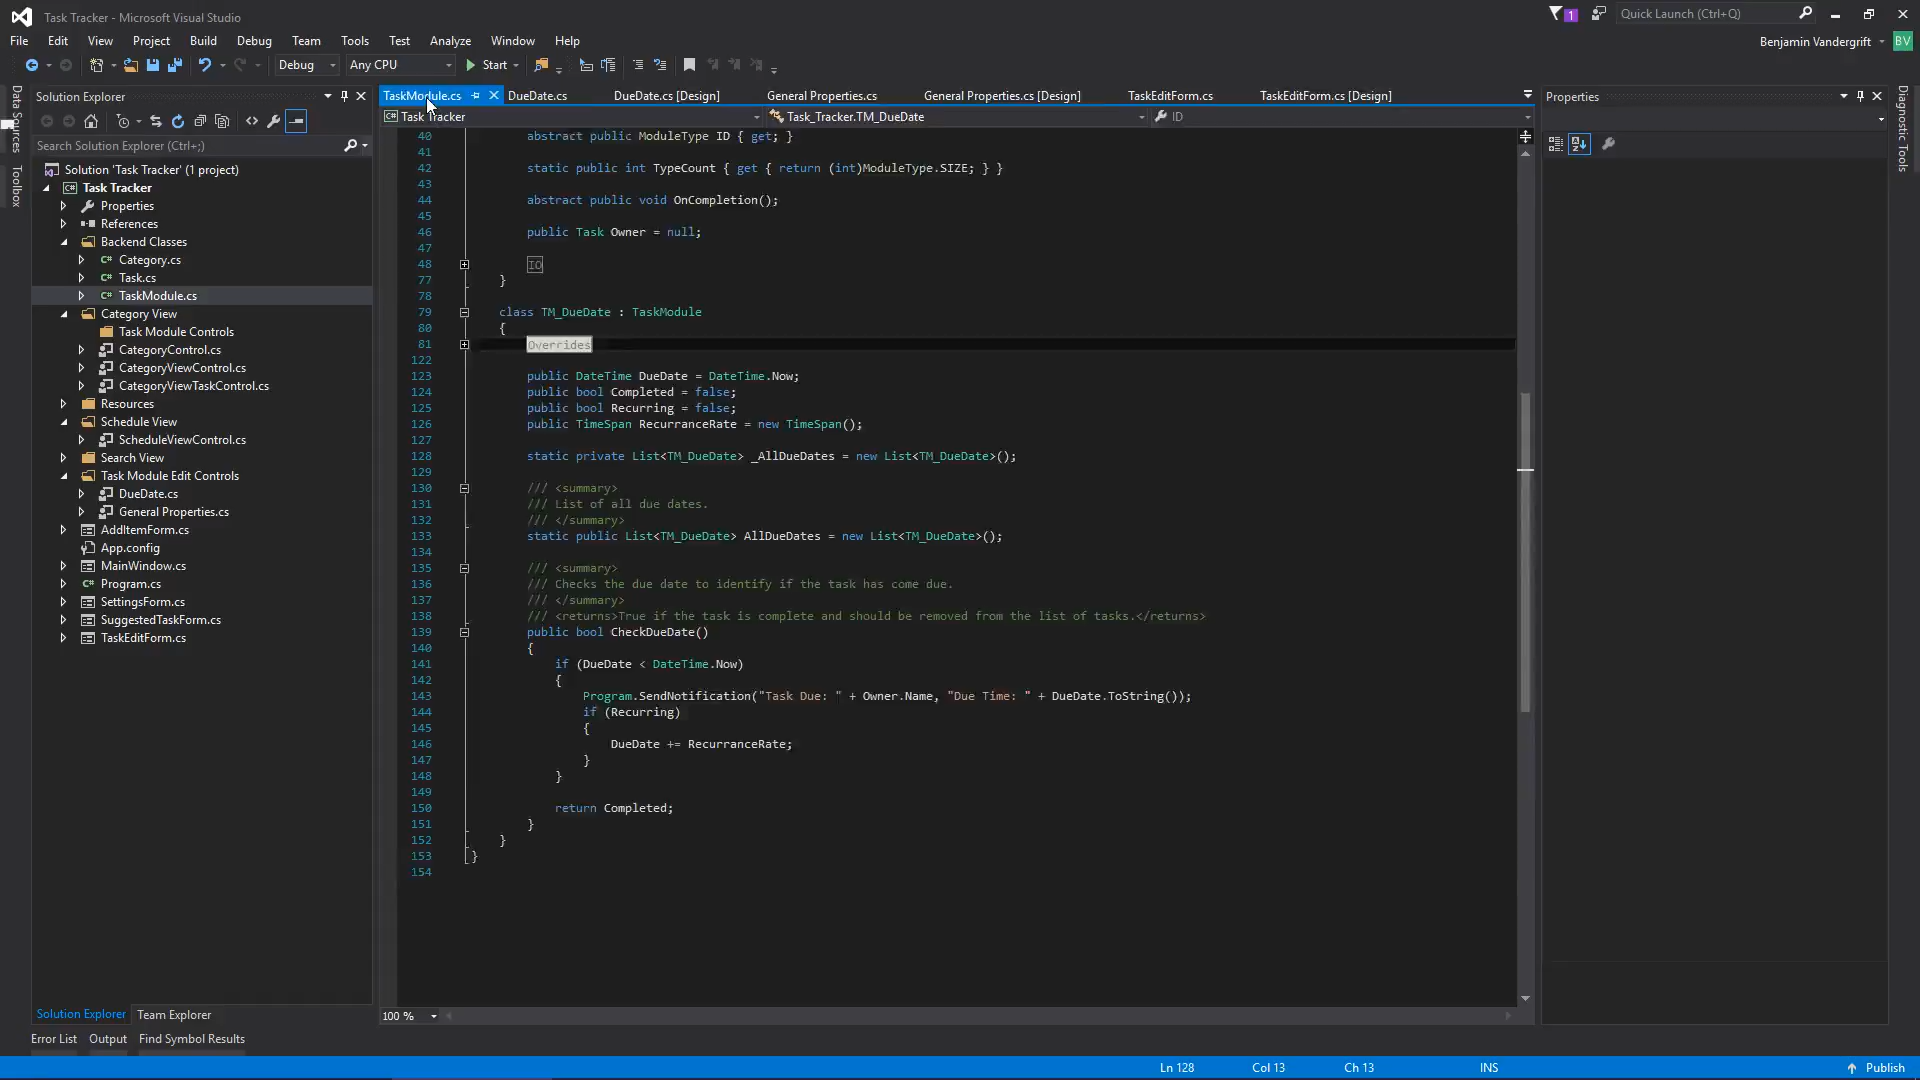 Task Tracker - Microsoft Visual Studio
1
Quick Launch (Ctrl+Q)
File Edit View Project Build Debug Team Tools Test Analyze Window Help
Benjamin Vandergrift BV
Debug Any CPU Start
Data Sources
Toolbox
Solution Explorer
Search Solution Explorer (Ctrl+;)
Solution 'Task Tracker' (1 project)
Task Tracker
Properties
References
Backend Classes
Category.cs
Task.cs
TaskModule.cs
Category View
Task Module Controls
CategoryControl.cs
CategoryViewControl.cs
CategoryViewTaskControl.cs
Resources
Schedule View
ScheduleViewControl.cs
Search View
Task Module Edit Controls
DueDate.cs
General Properties.cs
AddItemForm.cs
App.config
MainWindow.cs
Program.cs
SettingsForm.cs
SuggestedTaskForm.cs
TaskEditForm.cs
Solution Explorer Team Explorer
TaskModule.cs DueDate.cs DueDate.cs [Design] General Properties.cs General Properties.cs [Design] TaskEditForm.cs TaskEditForm.cs [Design]
Task Tracker Task_Tracker.TM_DueDate ID
40 abstract public ModuleType ID { get; }
41
42 static public int TypeCount { get { return (int)ModuleType.SIZE; } }
43
44 abstract public void OnCompletion();
45
46 public Task Owner = null;
47
48 IO
77 }
78
79 class TM_DueDate : TaskModule
80 {
81 Overrides
122
123 public DateTime DueDate = DateTime.Now;
124 public bool Completed = false;
125 public bool Recurring = false;
126 public TimeSpan RecurranceRate = new TimeSpan();
127
128 static private List<TM_DueDate> _AllDueDates = new List<TM_DueDate>();
129
130 /// <summary>
131 /// List of all due dates.
132 /// </summary>
133 static public List<TM_DueDate> AllDueDates = new List<TM_DueDate>();
134
135 /// <summary>
136 /// Checks the due date to identify if the task has come due.
137 /// </summary>
138 /// <returns>True if the task is complete and should be removed from the list of tasks.</returns>
139 public bool CheckDueDate()
140 {
141 if (DueDate < DateTime.Now)
142 {
143 Program.SendNotification("Task Due: " + Owner.Name, "Due Time: " + DueDate.ToString());
144 if (Recurring)
145 {
146 DueDate += RecurranceRate;
147 }
148 }
149
150 return Completed;
151 }
152 }
153 }
154
100 %
Properties
Diagnostic Tools
Error List Output Find Symbol Results
Ln 128 Col 13 Ch 13 INS Publish